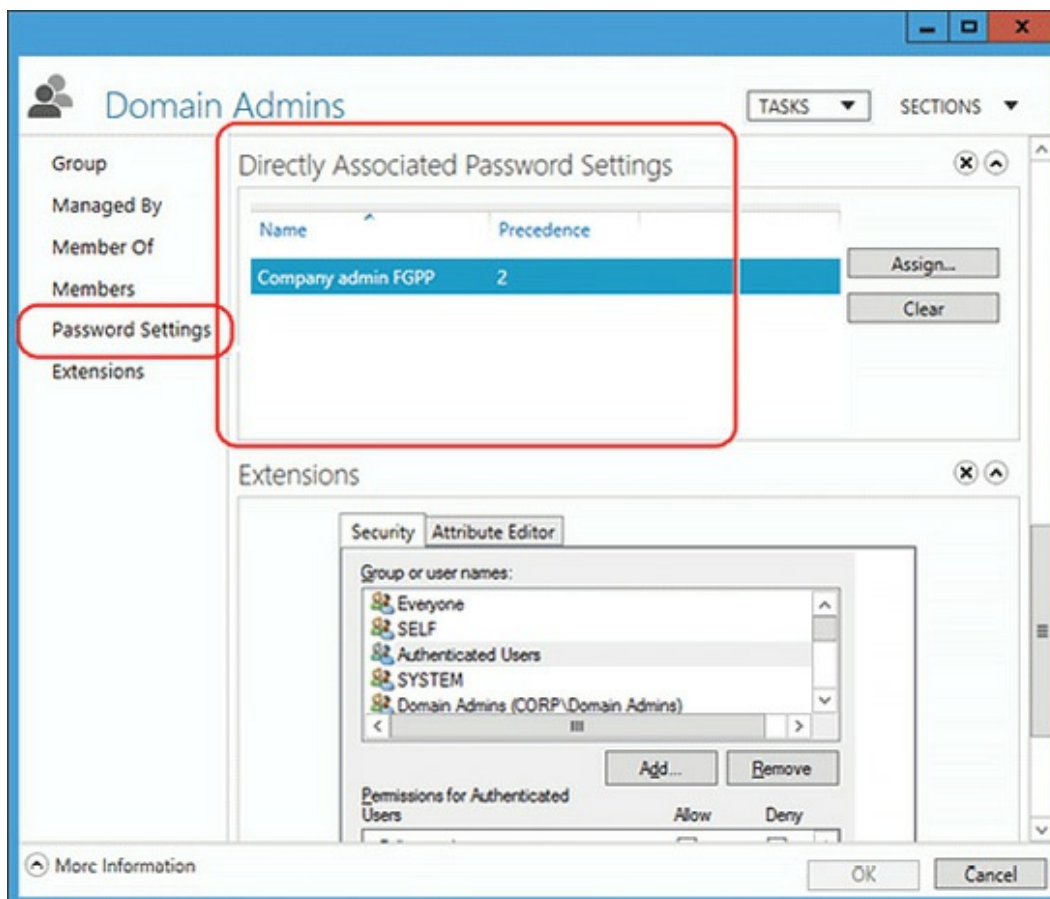 Domain Admins
TASKS
SECTIONS
Group
Managed By
Member Of
Members
Password Settings
Extensions
Directly Associated Password Settings
Name Precedence
Company admin FGPP 2
Assign...
Clear
Extensions
Security Attribute Editor
Group or user names:
Everyone
SELF
Authenticated Users
SYSTEM
Domain Admins (CORP\Domain Admins)
Add... Remove
Permissions for Authenticated
Users Allow Deny
More Information
OK Cancel